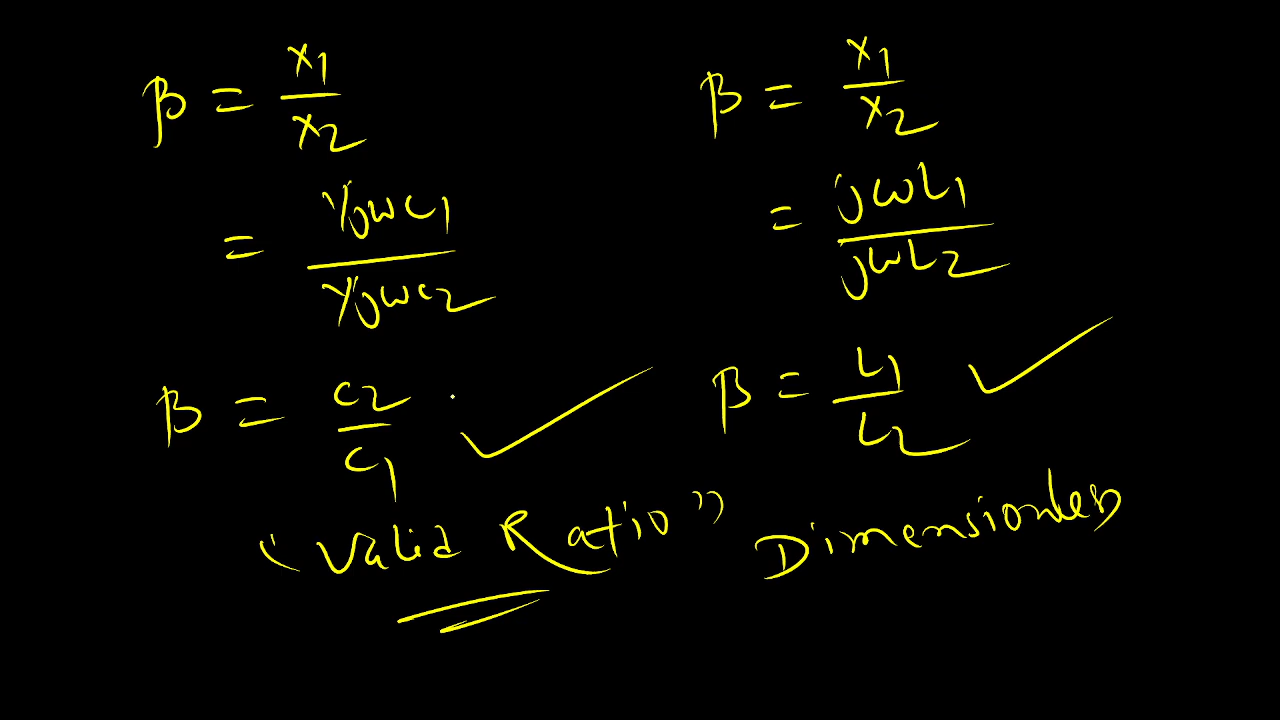 β = x1/x2
= 1/jωc1 / 1/jωc2
β = c2/c1
β = x1/x2
= jωL1/jωL2
β = L1/L2
"Valid Ratio" Dimensionless